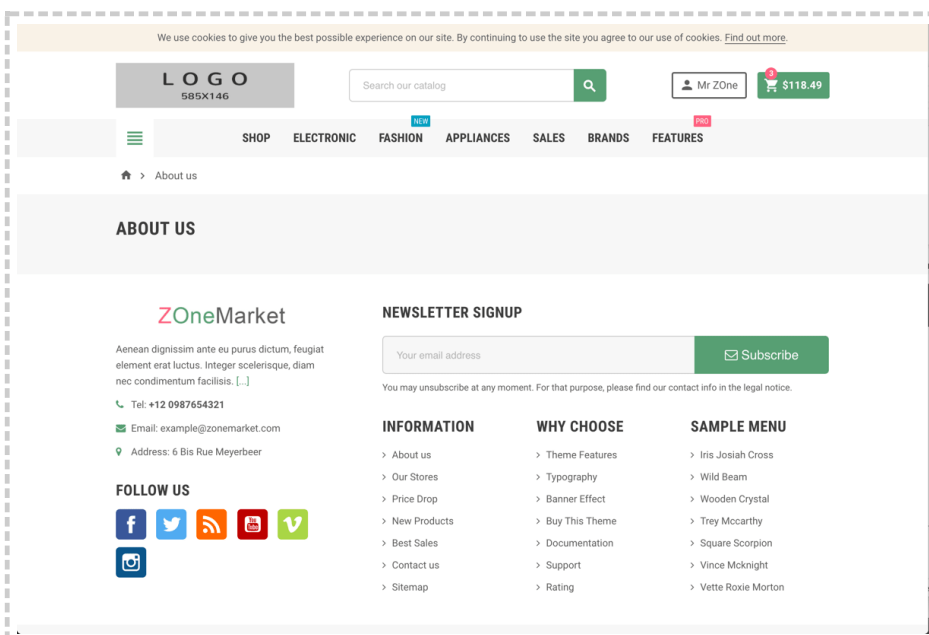 We use cookies to give you the best possible experience on our site. By continuing to use the site you agree to our use of cookies. Find out more.
LOGO
585X146
Search our catalog
Mr ZOne
3
$118.49
NEW
PRO
SHOP ELECTRONIC FASHION APPLIANCES SALES BRANDS FEATURES
> About us
ABOUT US
ZOneMarket
Aenean dignissim ante eu purus dictum, feugiat
element erat luctus. Integer scelerisque, diam
nec condimentum facilisis. [...]
Tel: +12 0987654321
Email: example@zonemarket.com
Address: 6 Bis Rue Meyerbeer
FOLLOW US
You Tube
NEWSLETTER SIGNUP
Your email address
Subscribe
You may unsubscribe at any moment. For that purpose, please find our contact info in the legal notice.
INFORMATION
> About us
> Our Stores
> Price Drop
> New Products
> Best Sales
> Contact us
> Sitemap
WHY CHOOSE
> Theme Features
> Typography
> Banner Effect
> Buy This Theme
> Documentation
> Support
> Rating
SAMPLE MENU
> Iris Josiah Cross
> Wild Beam
> Wooden Crystal
> Trey Mccarthy
> Square Scorpion
> Vince Mcknight
> Vette Roxie Morton